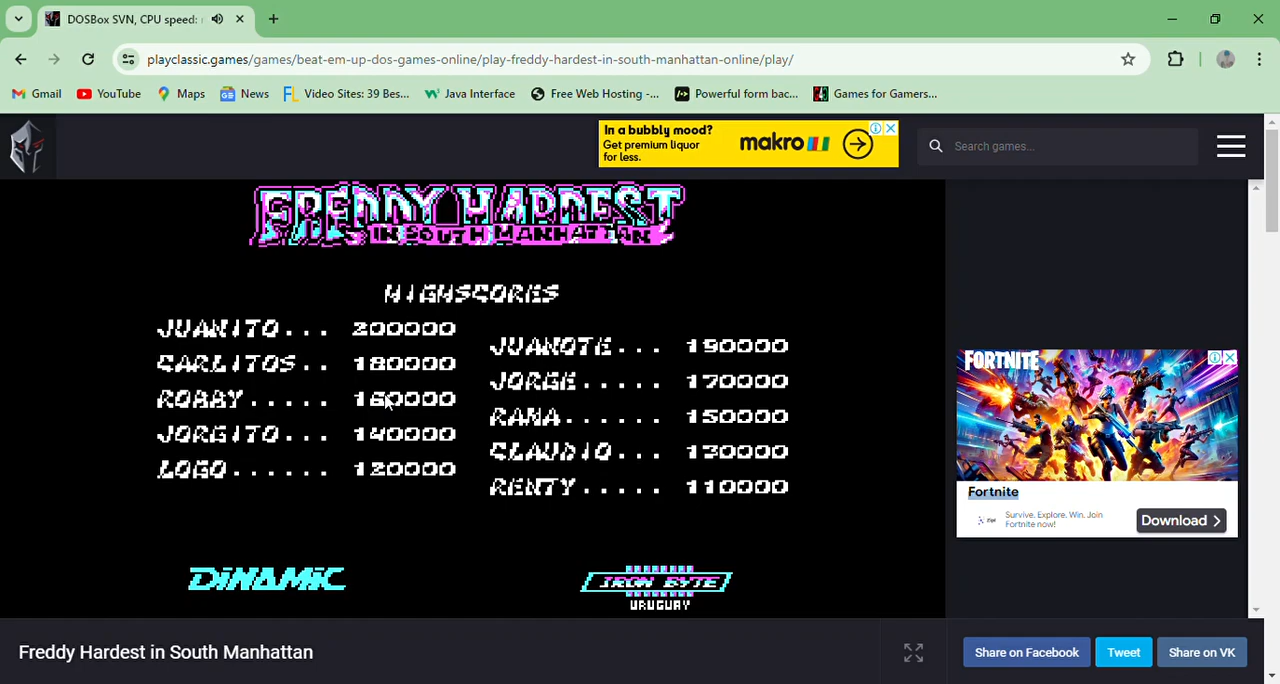 DOSBox SVN, CPU speed:
playclassic.games/games/beat-em-up-dos-games-online/play-freddy-hardest-in-south-manhattan-online/play/
Gmail YouTube Maps News Video Sites: 39 Bes... Java Interface Free Web Hosting -... Powerful form bac... Games for Gamers...
In a bubbly mood?
Get premium liquor
for less.
makro
Search games...
FREDDY HARDEST
IN SOUTH MANHATTAN
HIGHSCORES
JUANITO... 200000
JUANOTE... 190000
CARLITOS.. 180000
JORGE..... 170000
ROBBY..... 160000
RANA...... 150000
JORGITO... 140000
CLAUDIO... 130000
LOGO...... 120000
RENTY..... 110000
DINAMIC
IRON BYTE
URUGUAY
FORTNITE
Fortnite
Survive. Explore. Win. Join
Fortnite now!
Download
Freddy Hardest in South Manhattan
Share on Facebook
Tweet
Share on VK